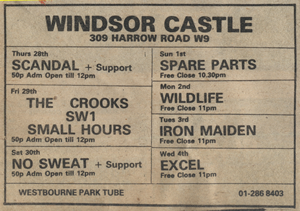 WINDSOR CASTLE
309 HARROW ROAD W9
Thurs 28th
SCANDAL + Support
50p Adm Open till 12pm
Fri 29th
THE CROOKS
SW1
SMALL HOURS
50p Adm Open till 12pm
Sat 30th
NO SWEAT + Support
50p Adm Open till 12pm
Sun 1st
SPARE PARTS
Free Close 10.30pm
Mon 2nd
WILDLIFE
Free Close 11pm
Tues 3rd
IRON MAIDEN
Free Close 11pm
Wed 4th
EXCEL
Free Close 11pm
WESTBOURNE PARK TUBE
01-286 8403